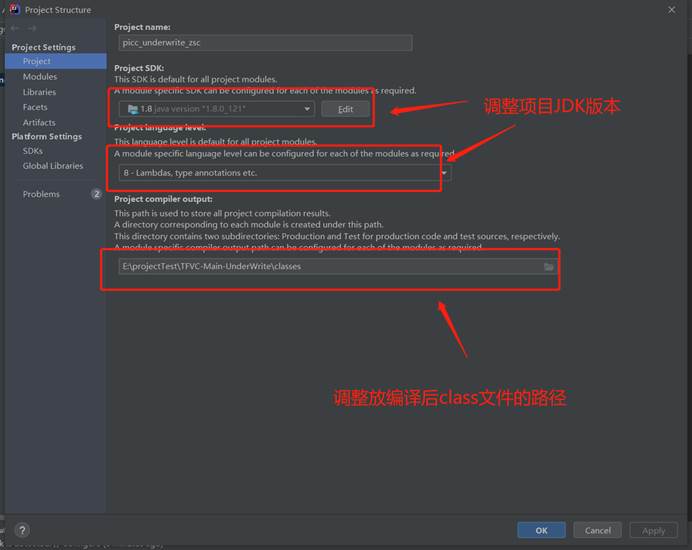 Project Structure
Project Settings
Project
Modules
Libraries
Facets
Artifacts
Platform Settings
SDKs
Global Libraries
Problems
2
Project name:
picc_underwrite_zsc
Project SDK:
This SDK is default for all project modules.
A module specific SDK can be configured for each of the modules as required.
1.8 java version "1.8.0_121"
Edit
调整项目JDK版本
Project language level:
This language level is default for all project modules.
A module specific language level can be configured for each of the modules as required.
8 - Lambdas, type annotations etc.
Project compiler output:
This path is used to store all project compilation results.
A directory corresponding to each module is created under this path.
This directory contains two subdirectories: Production and Test for production code and test sources, respectively.
A module specific compiler output path can be configured for each of the modules as required.
E:\projectTest\TFVC-Main-UnderWrite\classes
调整放编译后class文件的路径
?
OK
Cancel
Apply